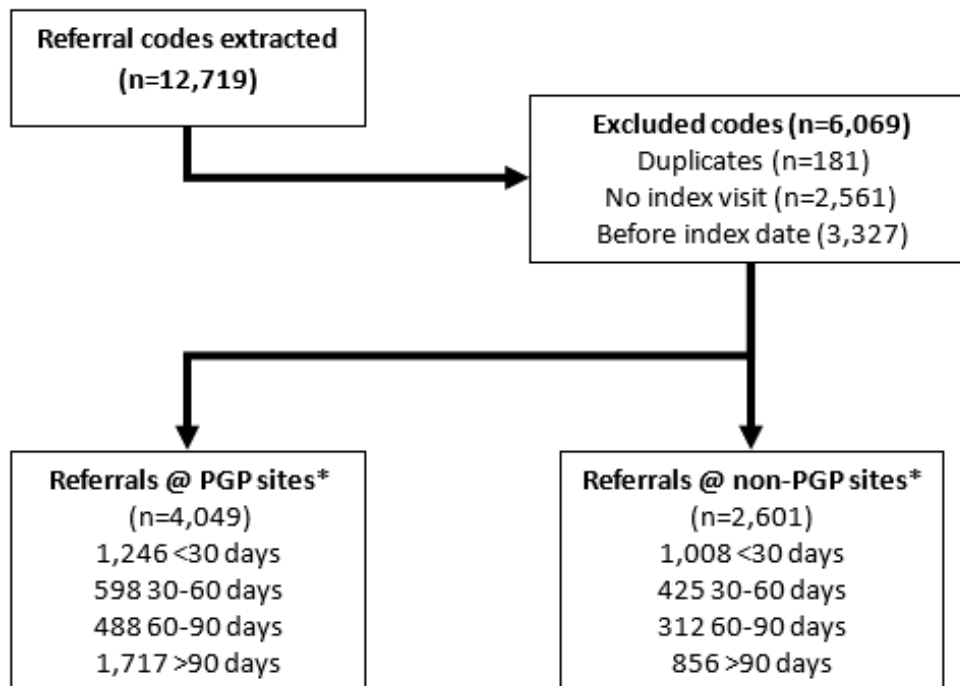 Referral codes extracted
(n=12,719)
Excluded codes (n=6,069)
Duplicates (n=181)
No index visit (n=2,561)
Before index date (3,327)
Referrals @ PGP sites*
(n=4,049)
1,246 <30 days
598 30-60 days
488 60-90 days
1,717 >90 days
Referrals @ non-PGP sites*
(n=2,601)
1,008 <30 days
425 30-60 days
312 60-90 days
856 >90 days